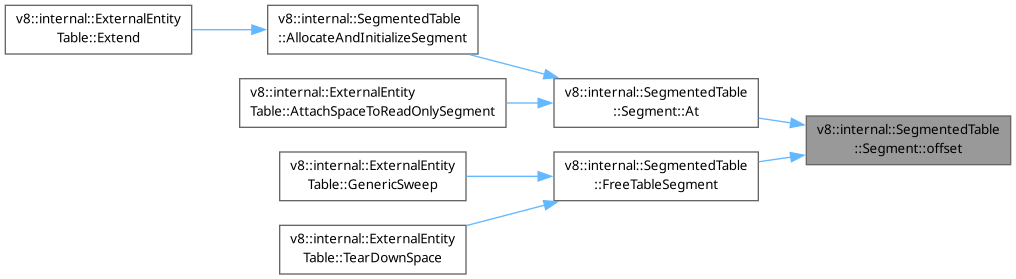 v8::internal::ExternalEntity
Table::Extend
v8::internal::SegmentedTable
::AllocateAndInitializeSegment
v8::internal::ExternalEntity
Table::AttachSpaceToReadOnlySegment
v8::internal::SegmentedTable
::Segment::At
v8::internal::SegmentedTable
::Segment::offset
v8::internal::ExternalEntity
Table::GenericSweep
v8::internal::SegmentedTable
::FreeTableSegment
v8::internal::ExternalEntity
Table::TearDownSpace